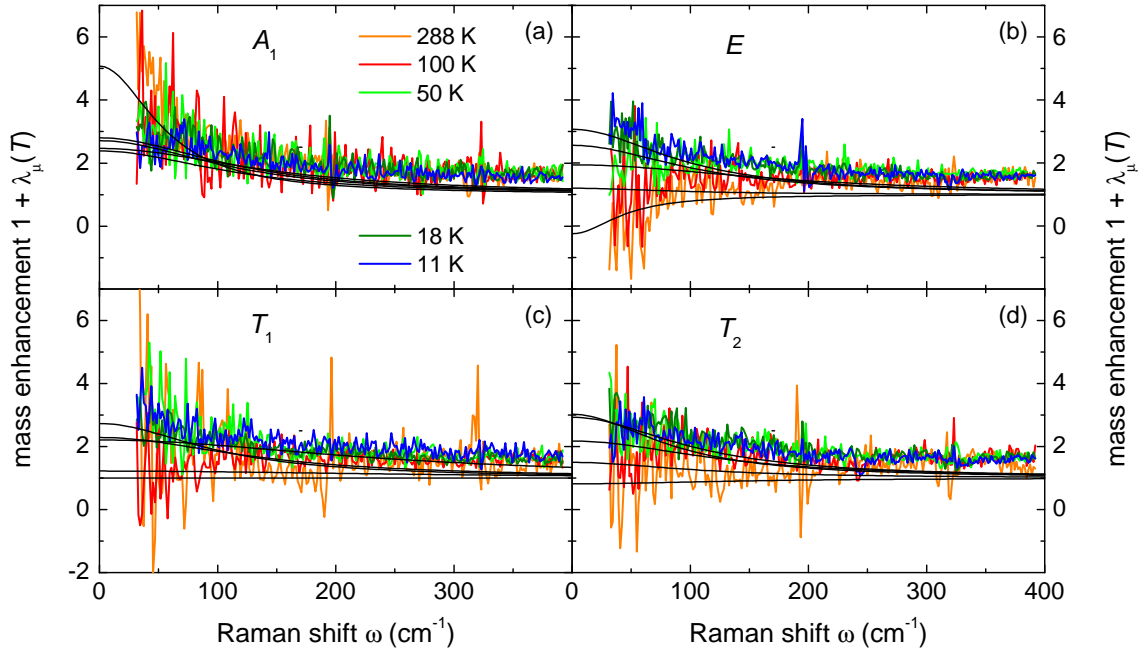 6
4
2
0
A1
(a)
288 K
100 K
50 K
18 K
11 K
E
(b)
6
4
2
0
mass enhancement 1 + λμ(T)
mass enhancement 1 + λμ(T)
6
4
2
0
-2
T1
(c)
T2
(d)
6
4
2
0
0 100 200 300 0 100 200 300 400
Raman shift ω (cm-1) Raman shift ω (cm-1)